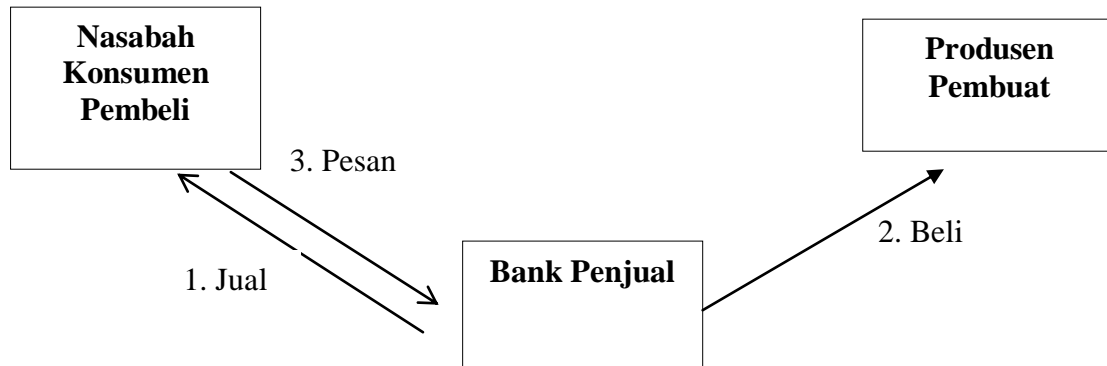 Nasabah
Konsumen
Pembeli
Produsen
Pembuat
3. Pesan
2. Beli
1. Jual
Bank Penjual